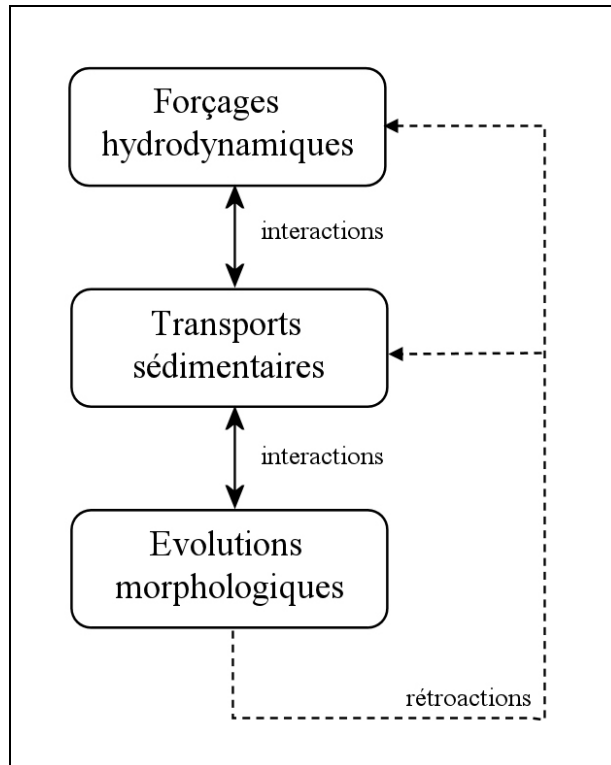 Forçages
hydrodynamiques
interactions
Transports
sédimentaires
interactions
Evolutions
morphologiques
rétroactions